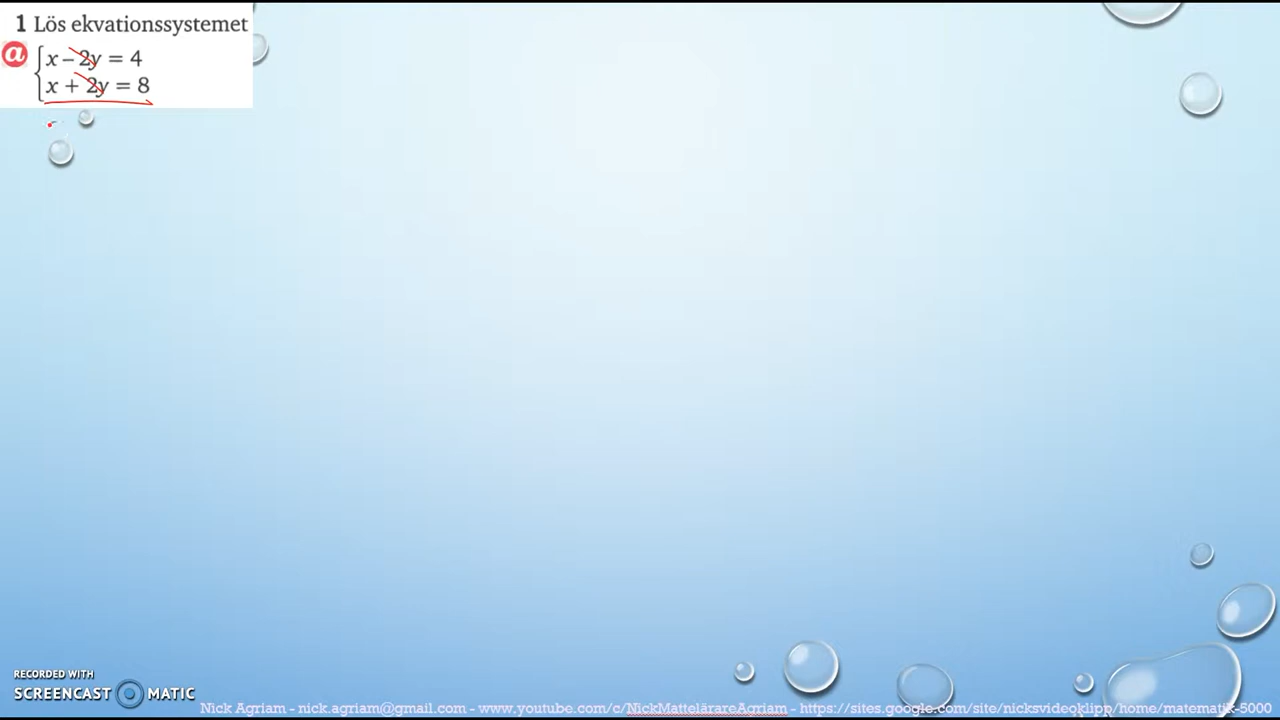 1 Lös ekvationssystemet
a
x – 2y = 4
x + 2y = 8
RECORDED WITH
SCREENCAST MATIC
Nick Agriam - nick.agriam@gmail.com - www.youtube.com/c/NickMattelärareAgriam - https://sites.google.com/site/nicksvideoklipp/home/matematik-5000